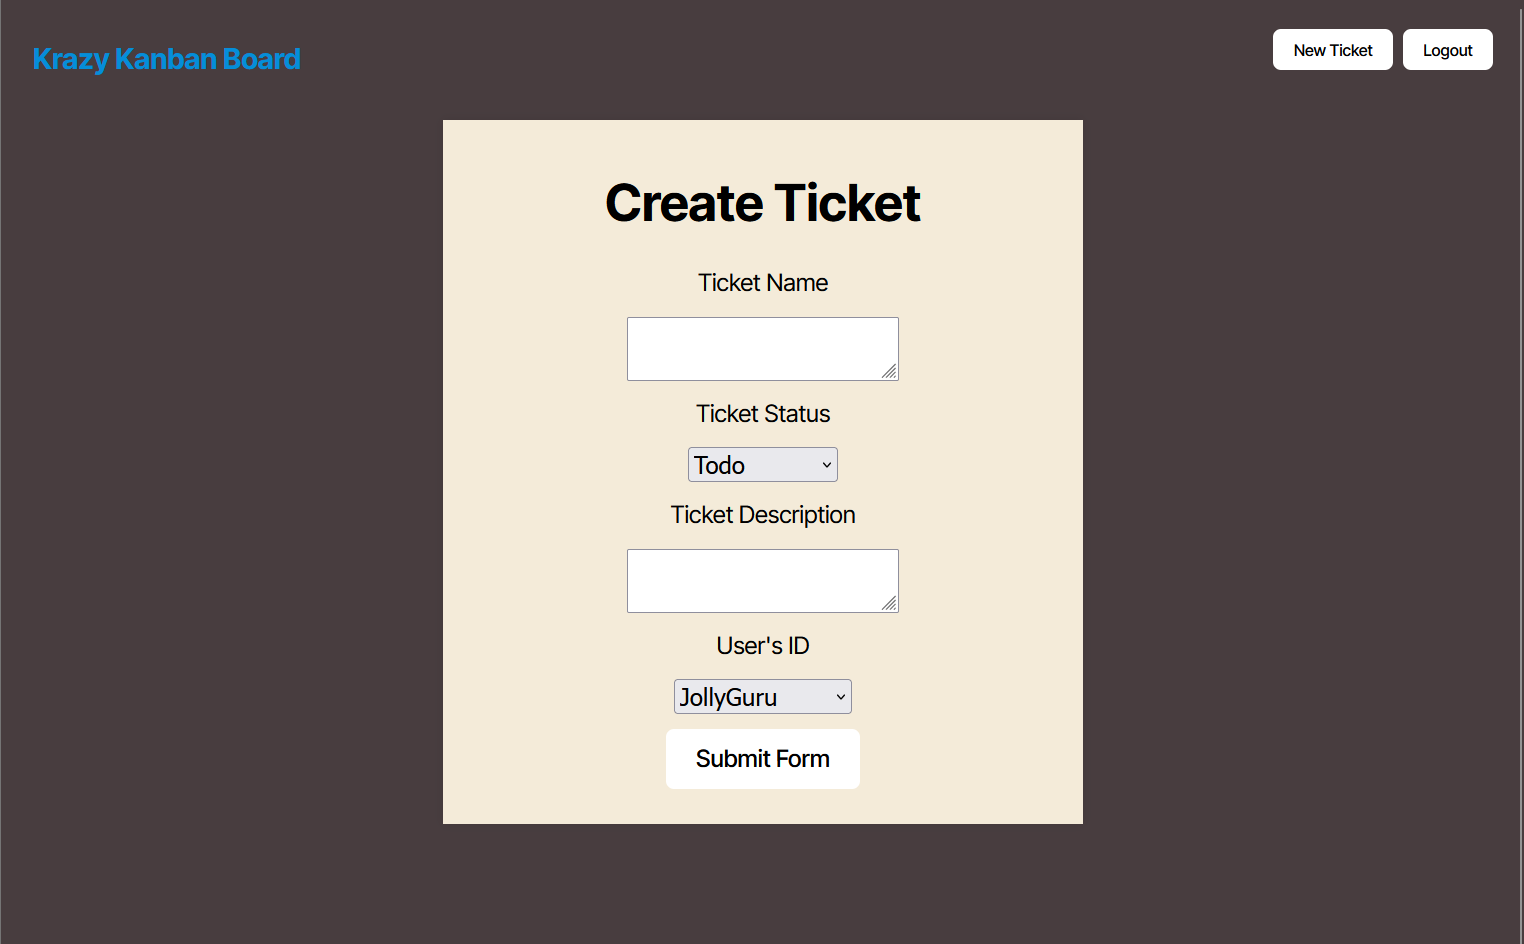 Krazy Kanban Board
New Ticket
Logout
Create Ticket
Ticket Name
Ticket Status
Todo
Ticket Description
User's ID
JollyGuru
Submit Form